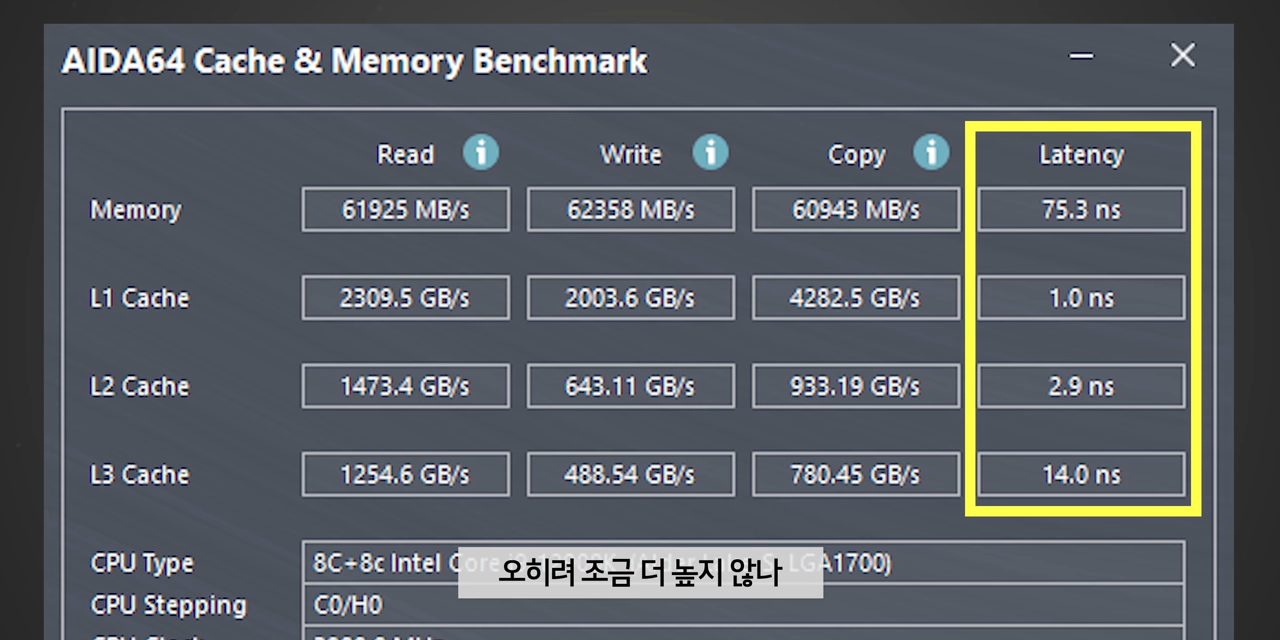 AIDA64 Cache & Memory Benchmark
Read Write Copy Latency
Memory 61925 MB/s 62358 MB/s 60943 MB/s 75.3 ns
L1 Cache 2309.5 GB/s 2003.6 GB/s 4282.5 GB/s 1.0 ns
L2 Cache 1473.4 GB/s 643.11 GB/s 933.19 GB/s 2.9 ns
L3 Cache 1254.6 GB/s 488.54 GB/s 780.45 GB/s 14.0 ns
CPU Type 8C+8c Intel LGA1700)
오히려 조금 더 높지 않나
CPU Stepping C0/H0